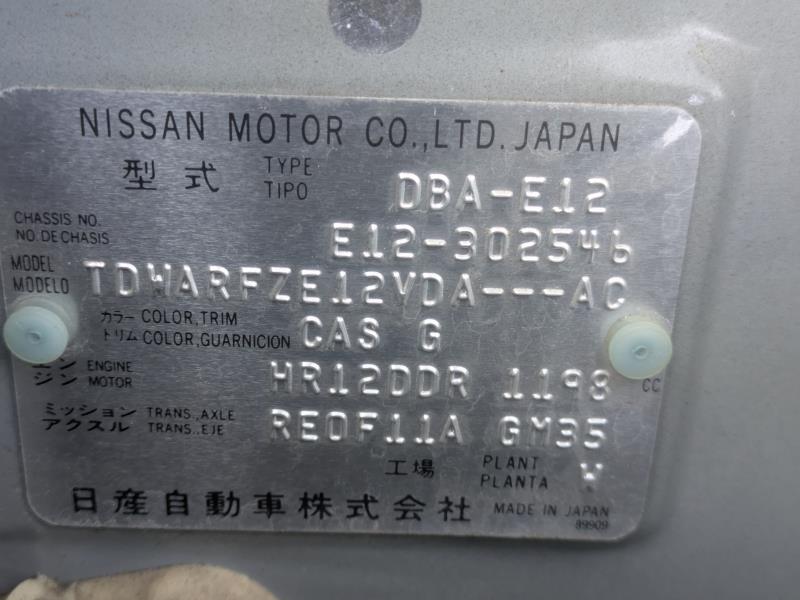 NISSAN MOTOR CO.,LTD. JAPAN
型式 TYPE TIPO DBA-E12
CHASSIS NO. NO. DE CHASIS E12-302546
MODEL MODELO TDWARFZE12VDA---AC
カラー COLOR, TRIM
トリム COLOR, GUARNICION CAS G
エンジン ENGINE MOTOR HR12DDR 1198 CC
ミッション TRANS., AXLE
アクスル TRANS., EJE RE0F11A GM35
工場 PLANT PLANTA W
日産自動車株式会社 MADE IN JAPAN
89909